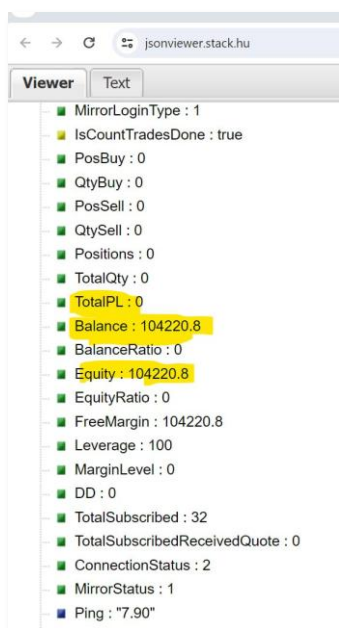 jsonviewer.stack.hu
Viewer Text
MirrorLoginType : 1
IsCountTradesDone : true
PosBuy : 0
QtyBuy : 0
PosSell : 0
QtySell : 0
Positions : 0
TotalQty : 0
TotalPL : 0
Balance : 104220.8
BalanceRatio : 0
Equity : 104220.8
EquityRatio : 0
FreeMargin : 104220.8
Leverage : 100
MarginLevel : 0
DD : 0
TotalSubscribed : 32
TotalSubscribedReceivedQuote : 0
ConnectionStatus : 2
MirrorStatus : 1
Ping : "7.90"